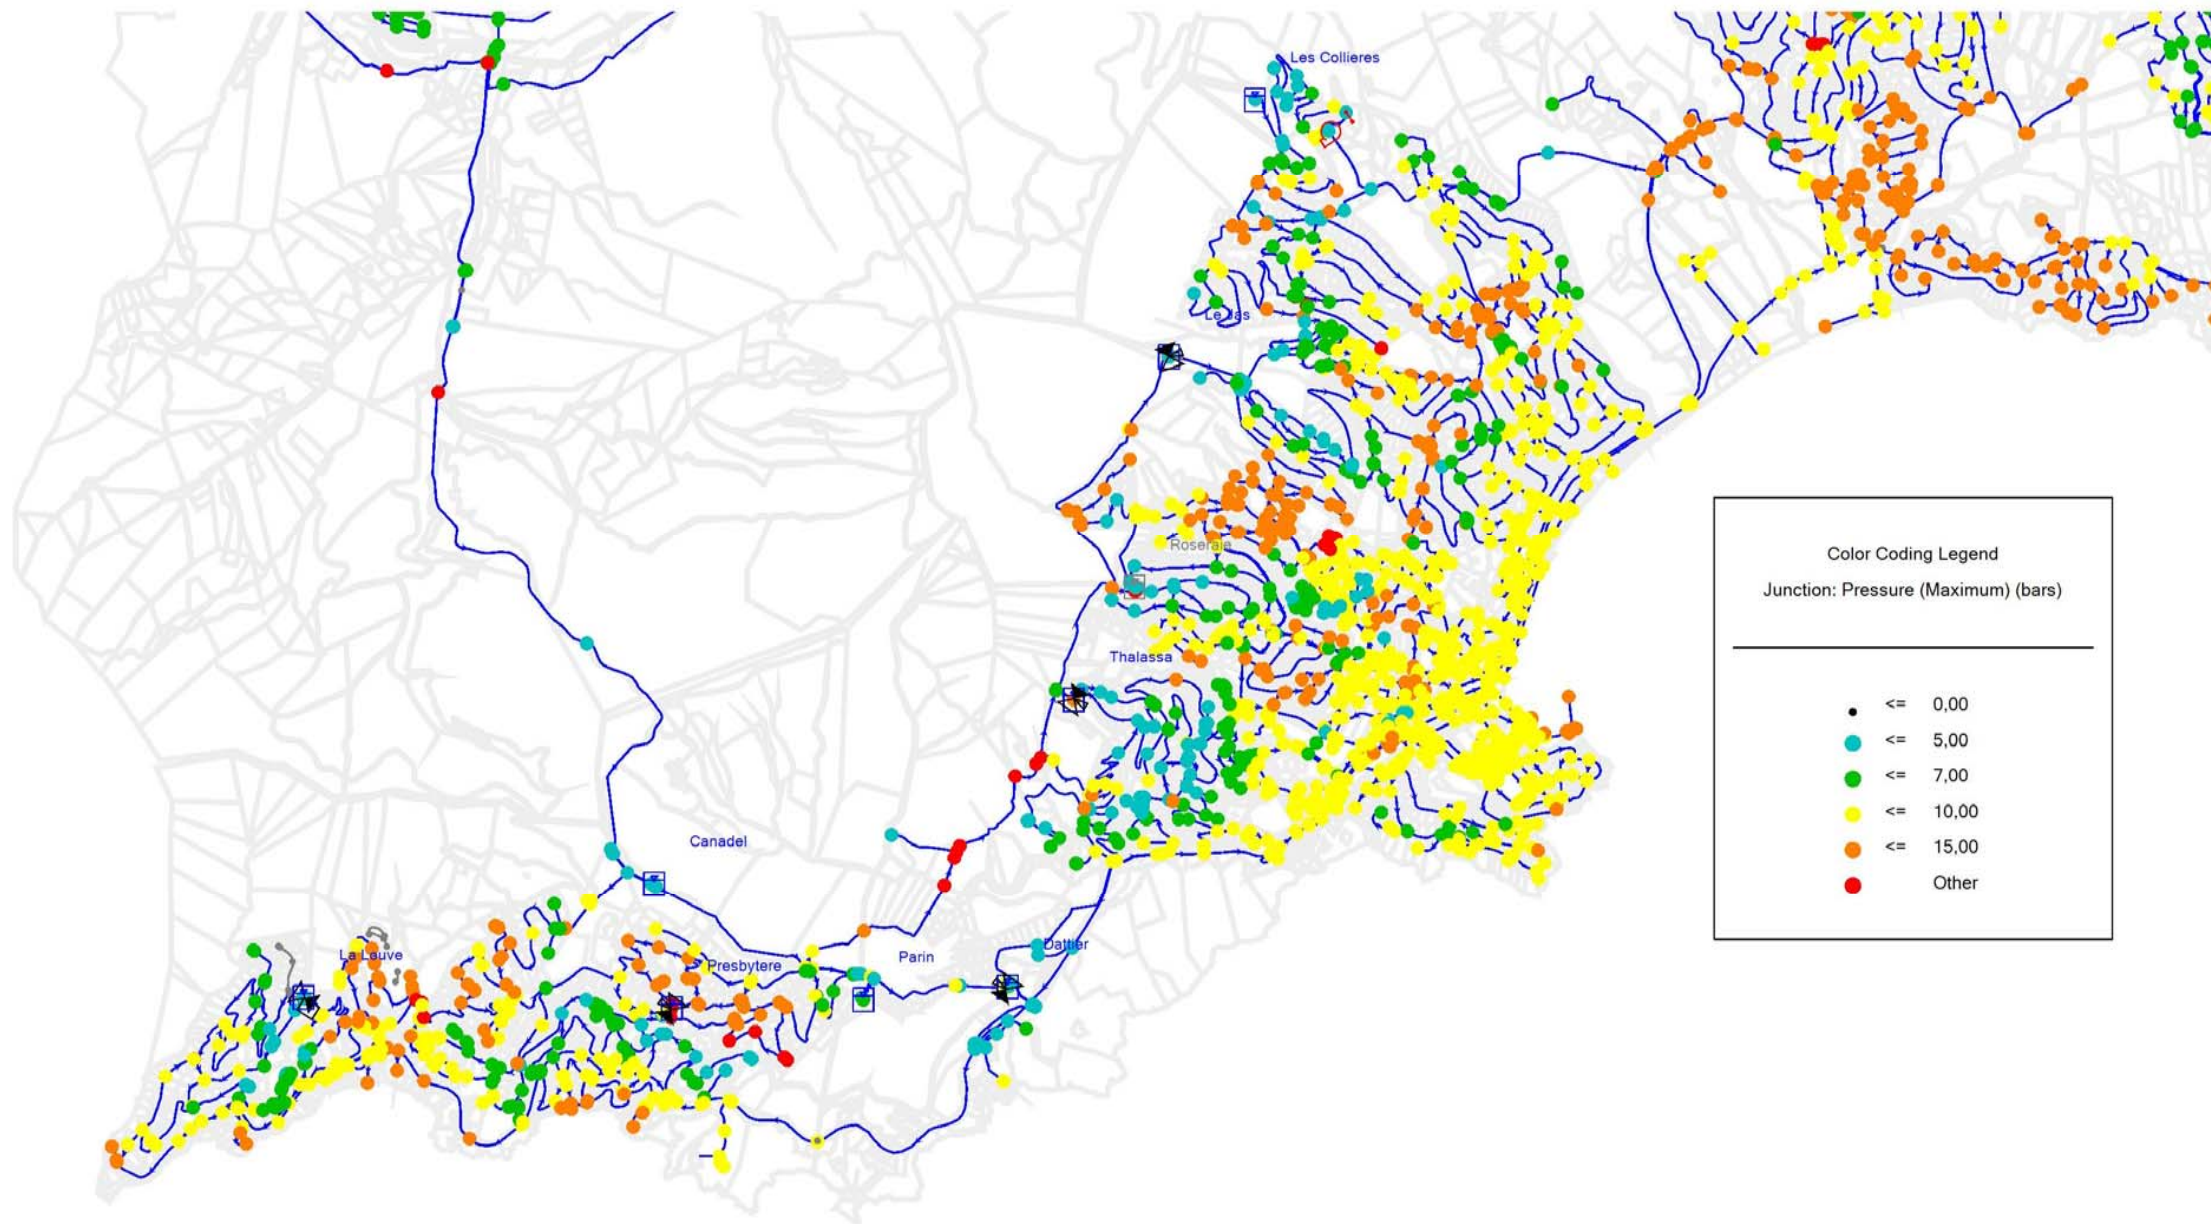 Les Collieres
Le Jas
Roseraie
Thalassa
Canadel
La Louve
Presbytere
Parin
Dattier
Color Coding Legend
Junction: Pressure (Maximum) (bars)
<= 0,00
<= 5,00
<= 7,00
<= 10,00
<= 15,00
Other